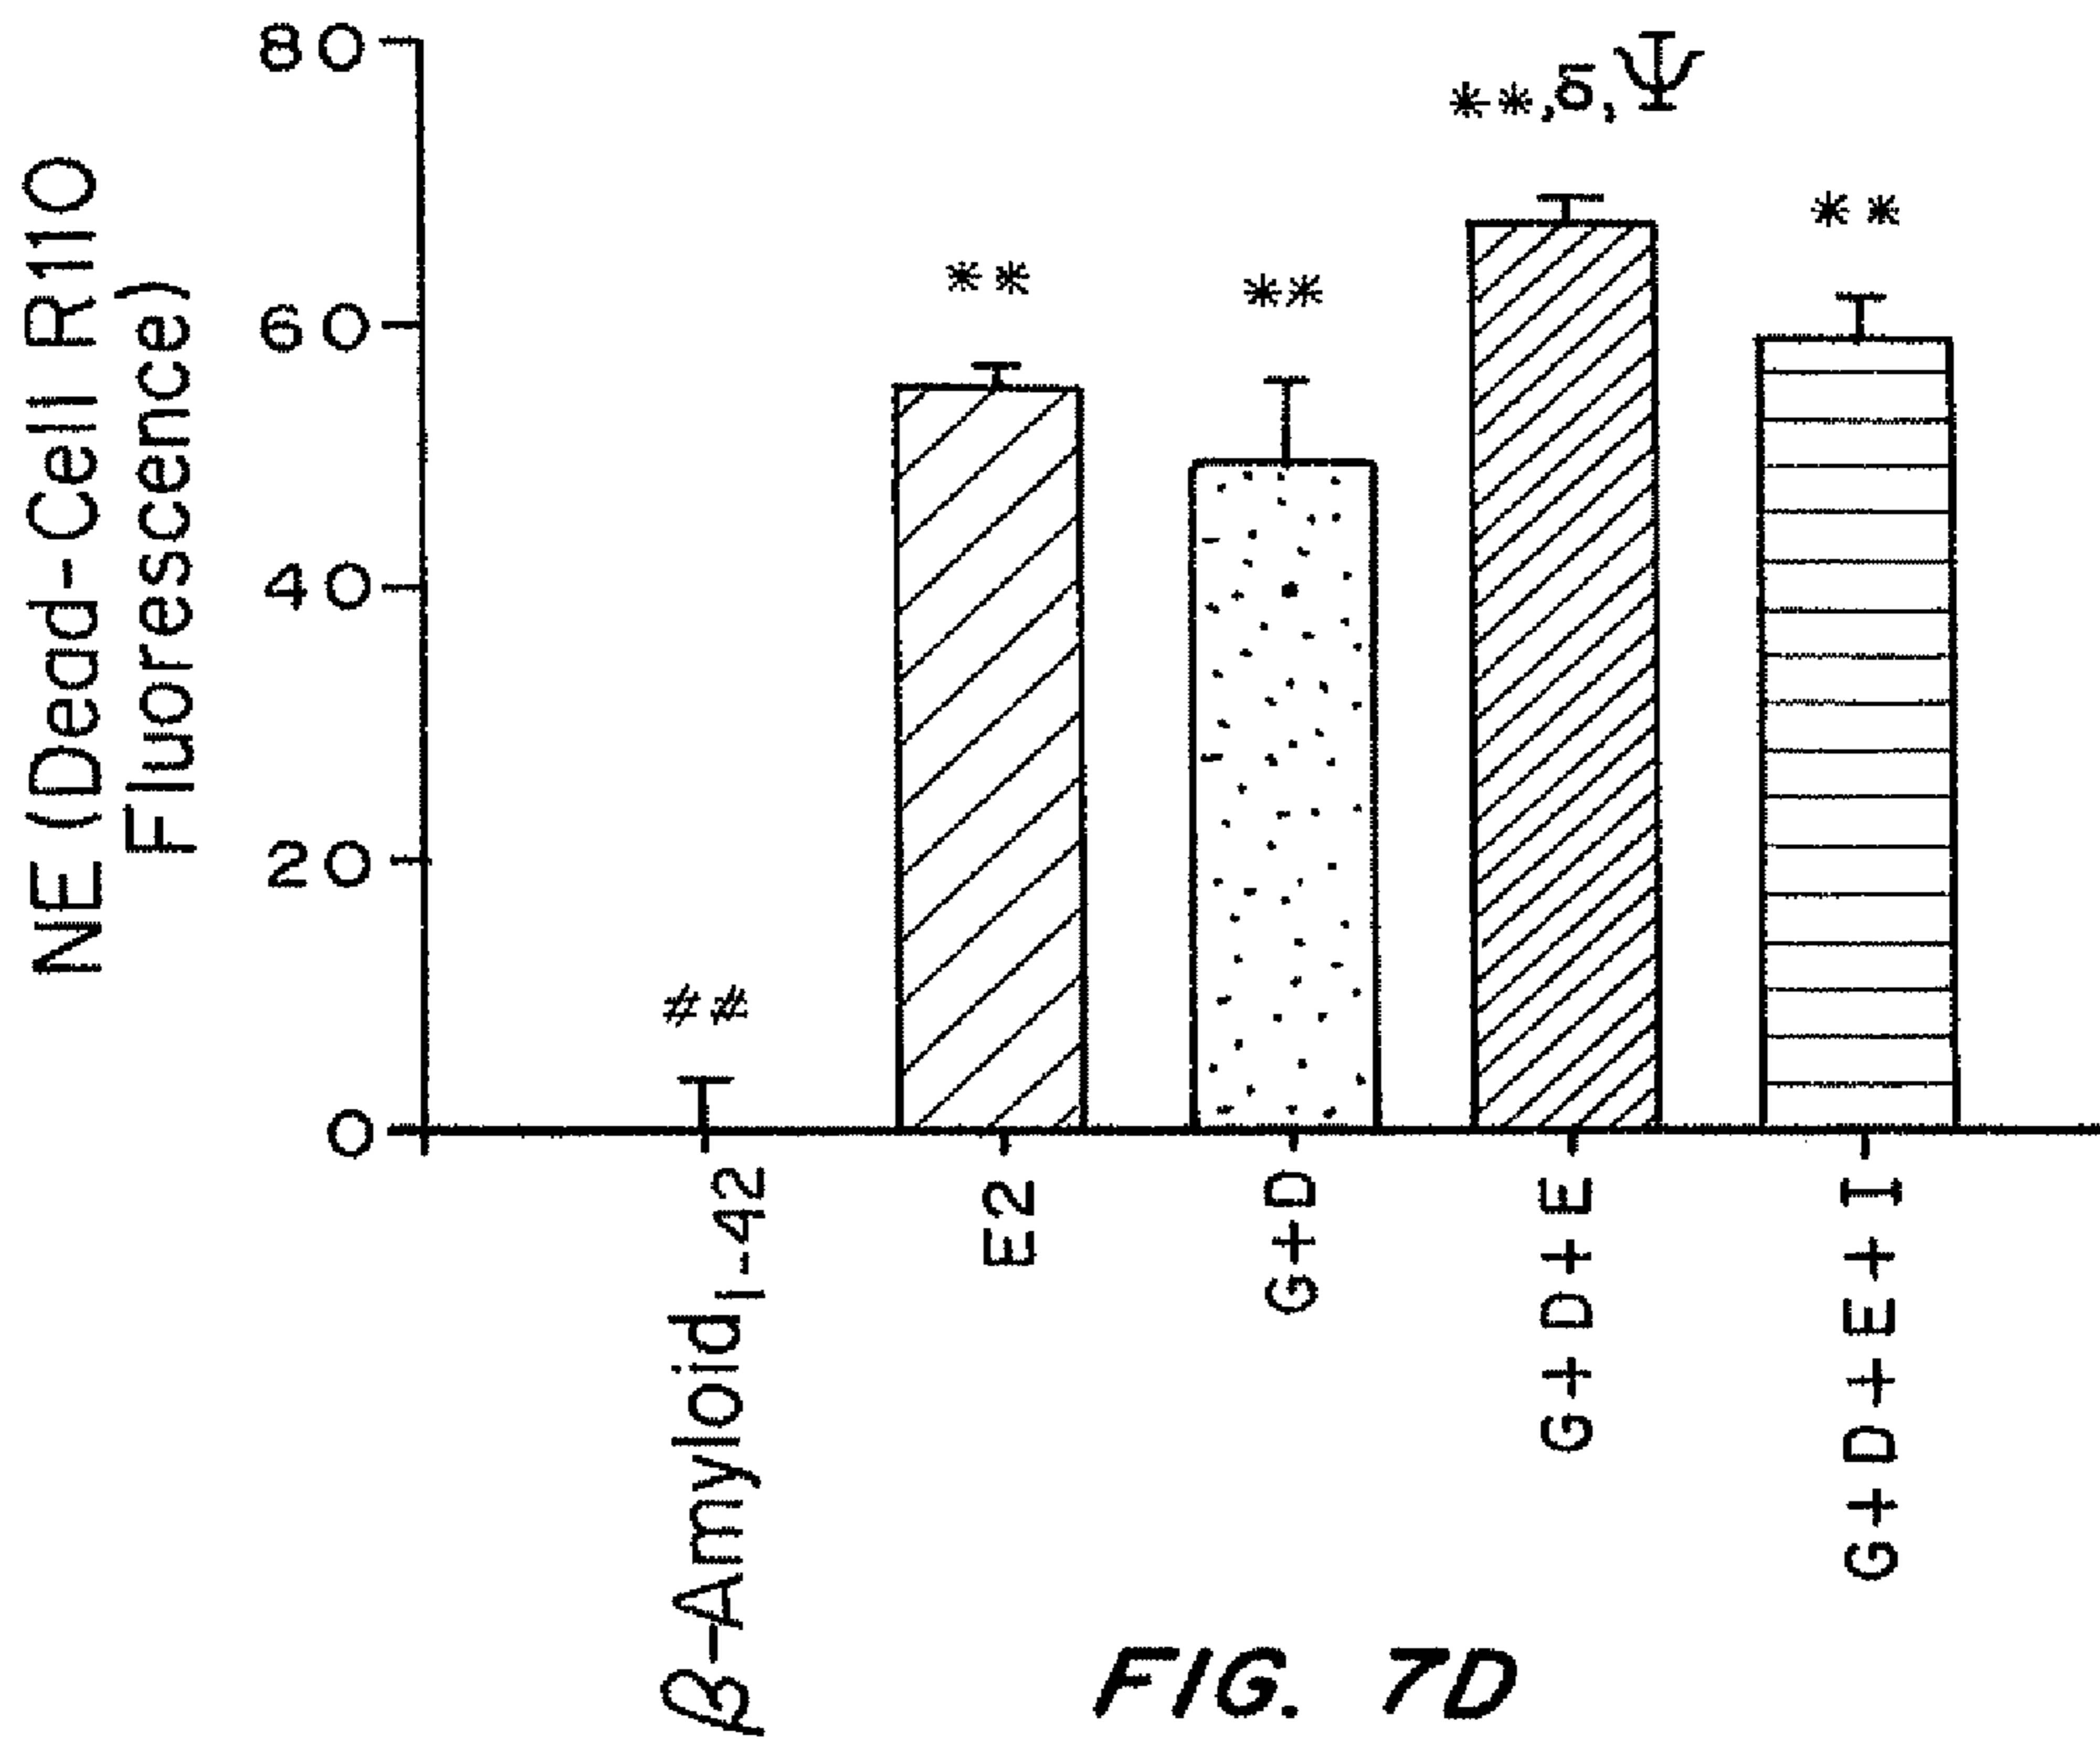 NE (Dead-Cell R110
Fluorescence)
80
60
40
20
0
##
**
**
**,δ,Ψ
**
β-Amyloid1-42
E2
G+D
G+D+E
G+D+E+I
FIG. 7D